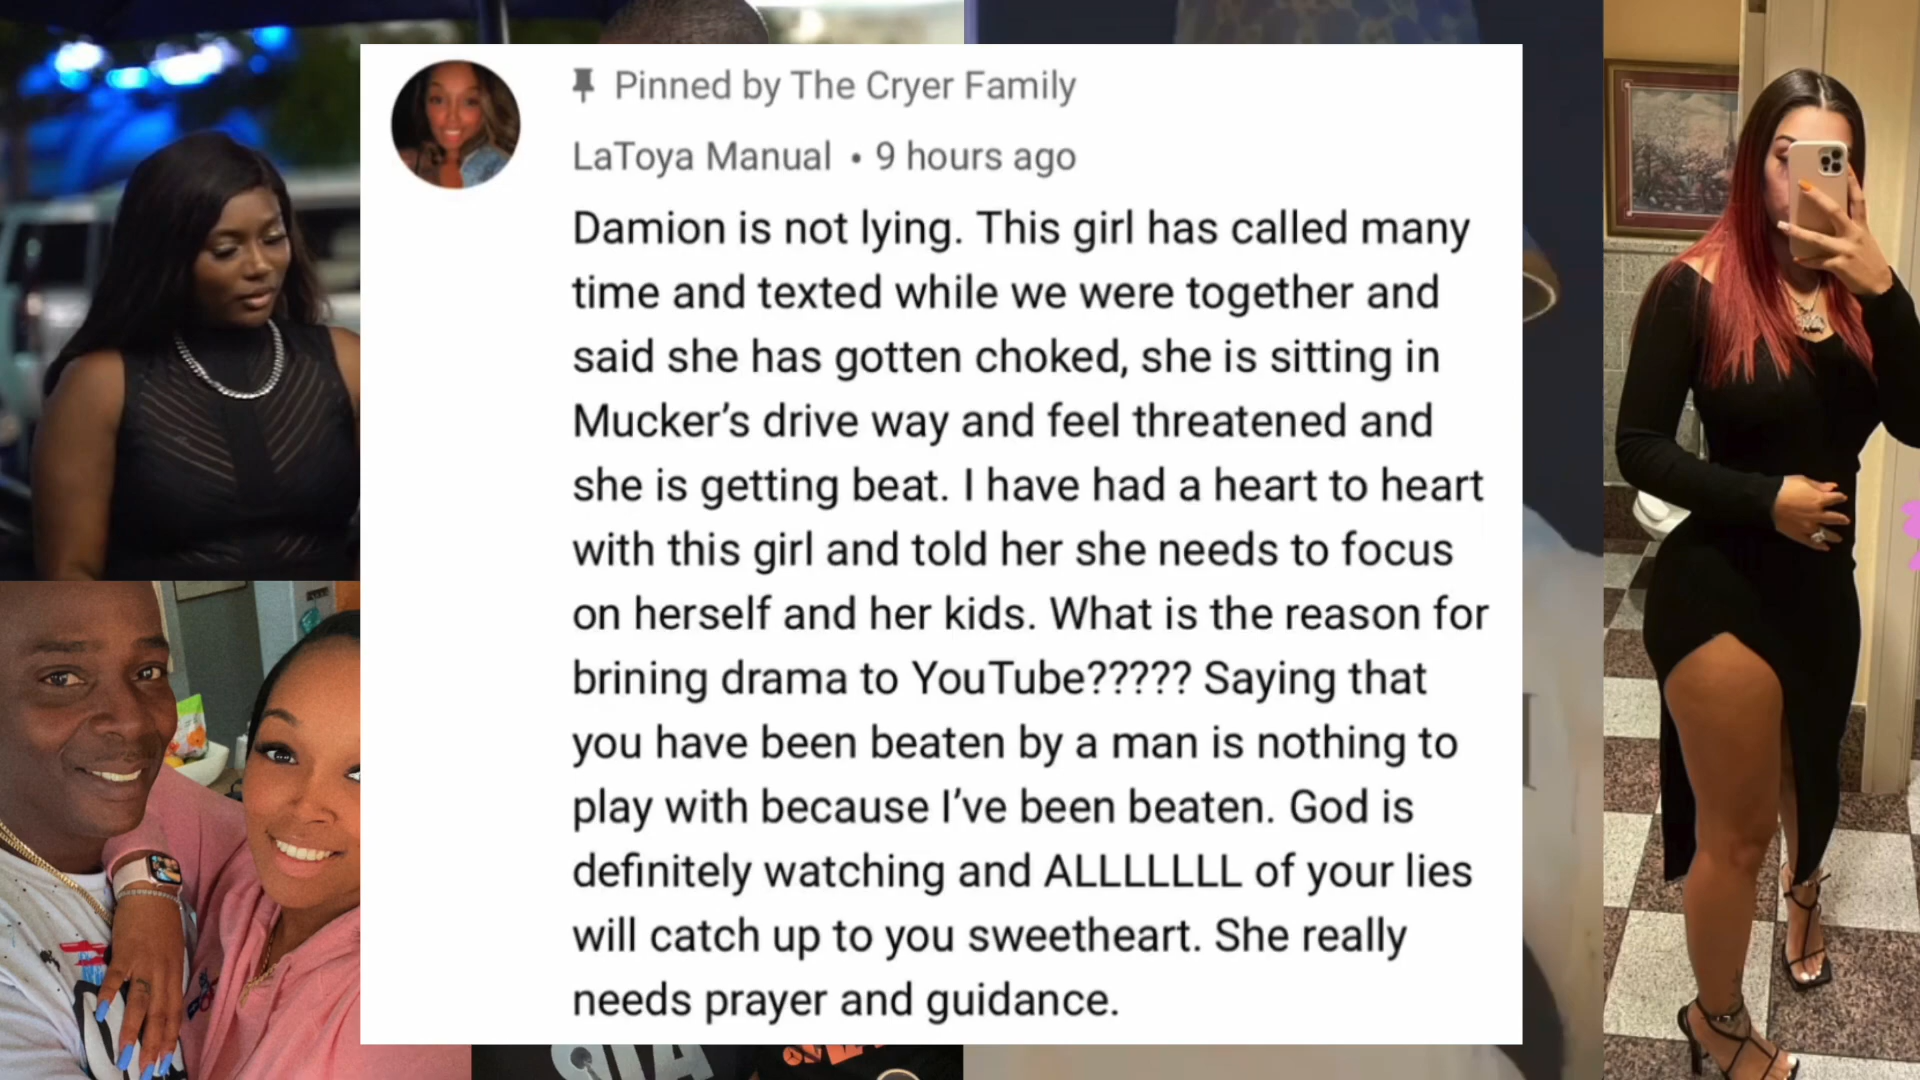 Pinned by The Cryer Family
LaToya Manual • 9 hours ago
Damion is not lying. This girl has called many
time and texted while we were together and
said she has gotten choked, she is sitting in
Mucker's drive way and feel threatened and
she is getting beat. I have had a heart to heart
with this girl and told her she needs to focus
on herself and her kids. What is the reason for
brining drama to YouTube????? Saying that
you have been beaten by a man is nothing to
play with because I've been beaten. God is
definitely watching and ALLLLLLL of your lies
will catch up to you sweetheart. She really
needs prayer and guidance.